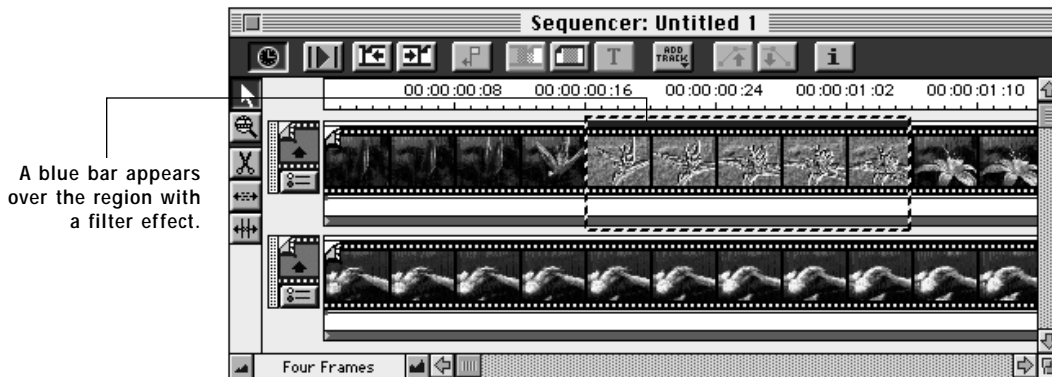 Sequencer: Untitled 1
T
ADD
TRACK
i
00:00:00:08 00:00:00:16 00:00:00:24 00:00:01:02 00:00:01:10
A blue bar appears
over the region with
a filter effect.
Four Frames